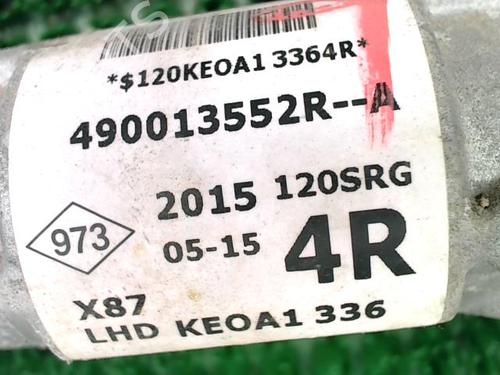 *$120KEOA1 3364R*
490013552R--A
2015 120SRG
973 05-15 4R
X87
LHD KEOA1 336